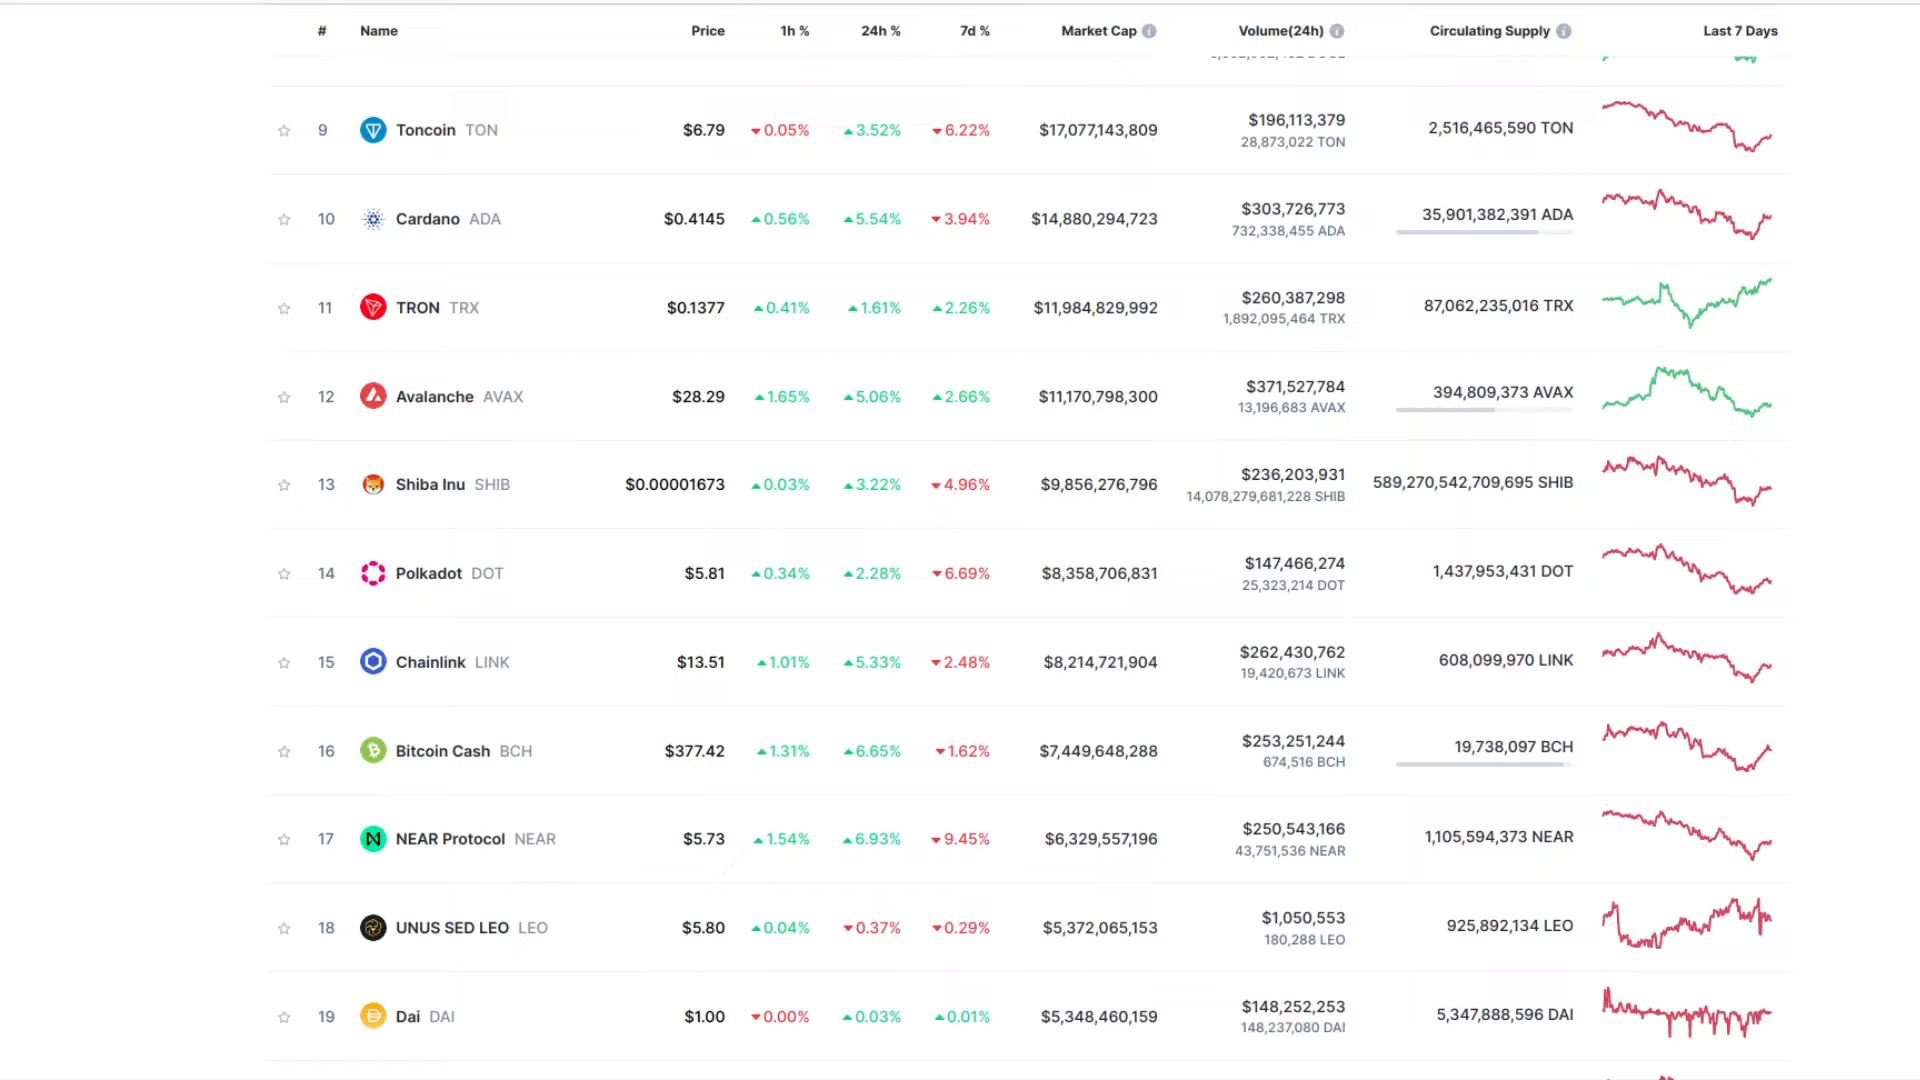 # Name Price 1h % 24h % 7d % Market Cap Volume(24h) Circulating Supply Last 7 Days
9 Toncoin TON $6.79 0.05% 3.52% 6.22% $17,077,143,809 $196,113,379 2,516,465,590 TON
28,873,022 TON
10 Cardano ADA $0.4145 0.56% 5.54% 3.94% $14,880,294,723 $303,726,773 35,901,382,391 ADA
732,338,455 ADA
11 TRON TRX $0.1377 0.41% 1.61% 2.26% $11,984,829,992 $260,387,298 87,062,235,016 TRX
1,892,095,464 TRX
12 Avalanche AVAX $28.29 1.65% 5.06% 2.66% $11,170,798,300 $371,527,784 394,809,373 AVAX
13,196,683 AVAX
13 Shiba Inu SHIB $0.00001673 0.03% 3.22% 4.96% $9,856,276,796 $236,203,931 589,270,542,709,695 SHIB
14,078,279,681,228 SHIB
14 Polkadot DOT $5.81 0.34% 2.28% 6.69% $8,358,706,831 $147,466,274 1,437,953,431 DOT
25,323,214 DOT
15 Chainlink LINK $13.51 1.01% 5.33% 2.48% $8,214,721,904 $262,430,762 608,099,970 LINK
19,420,673 LINK
16 Bitcoin Cash BCH $377.42 1.31% 6.65% 1.62% $7,449,648,288 $253,251,244 19,738,097 BCH
674,516 BCH
17 NEAR Protocol NEAR $5.73 1.54% 6.93% 9.45% $6,329,557,196 $250,543,166 1,105,594,373 NEAR
43,751,536 NEAR
18 UNUS SED LEO LEO $5.80 0.04% 0.37% 0.29% $5,372,065,153 $1,050,553 925,892,134 LEO
180,288 LEO
19 Dai DAI $1.00 0.00% 0.03% 0.01% $5,348,460,159 $148,252,253 5,347,888,596 DAI
148,237,080 DAI